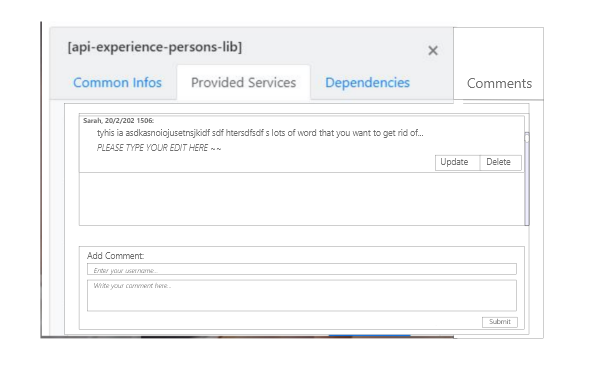 [api-experience-persons-lib]
×
Common Infos Provided Services Dependencies Comments
Sarah, 20/2/202 1506:
tyhis ia asdkasnoiojusetnsjkidf sdf htersdfsdf s lots of word that you want to get rid of...
PLEASE TYPE YOUR EDIT HERE ~~
Update Delete
Add Comment:
Enter your username...
Write your comment here...
Submit